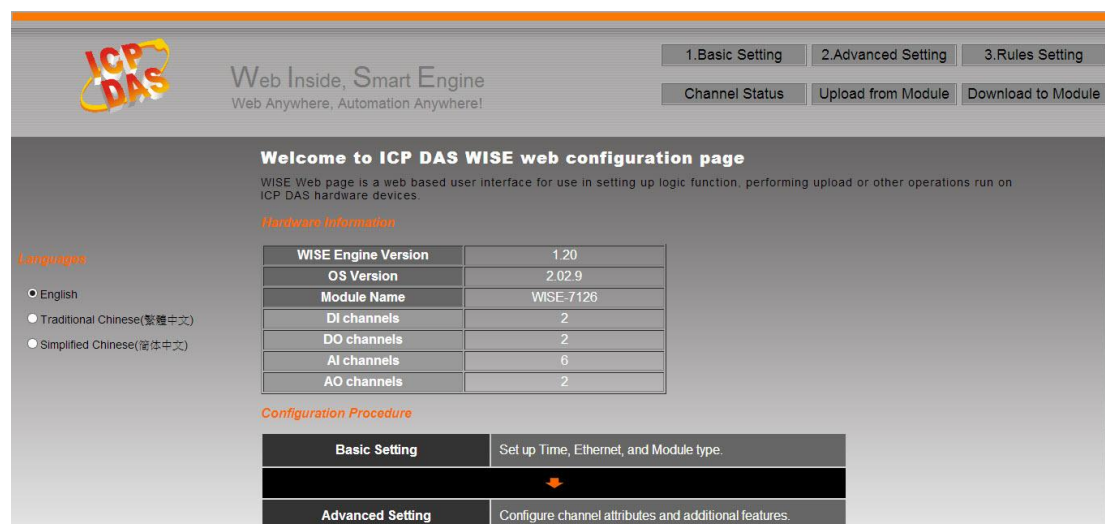 ICP
DAS
Web Inside, Smart Engine
Web Anywhere, Automation Anywhere!
1.Basic Setting 2.Advanced Setting 3.Rules Setting
Channel Status Upload from Module Download to Module
Welcome to ICP DAS WISE web configuration page
WISE Web page is a web based user interface for use in setting up logic function, performing upload or other operations run on
ICP DAS hardware devices.
Hardware Information
WISE Engine Version 1.20
OS Version 2.02.9
Module Name WISE-7126
DI channels 2
DO channels 2
AI channels 6
AO channels 2
Languages
English
Traditional Chinese(繁體中文)
Simplified Chinese(简体中文)
Configuration Procedure
Basic Setting Set up Time, Ethernet, and Module type.
Advanced Setting Configure channel attributes and additional features.